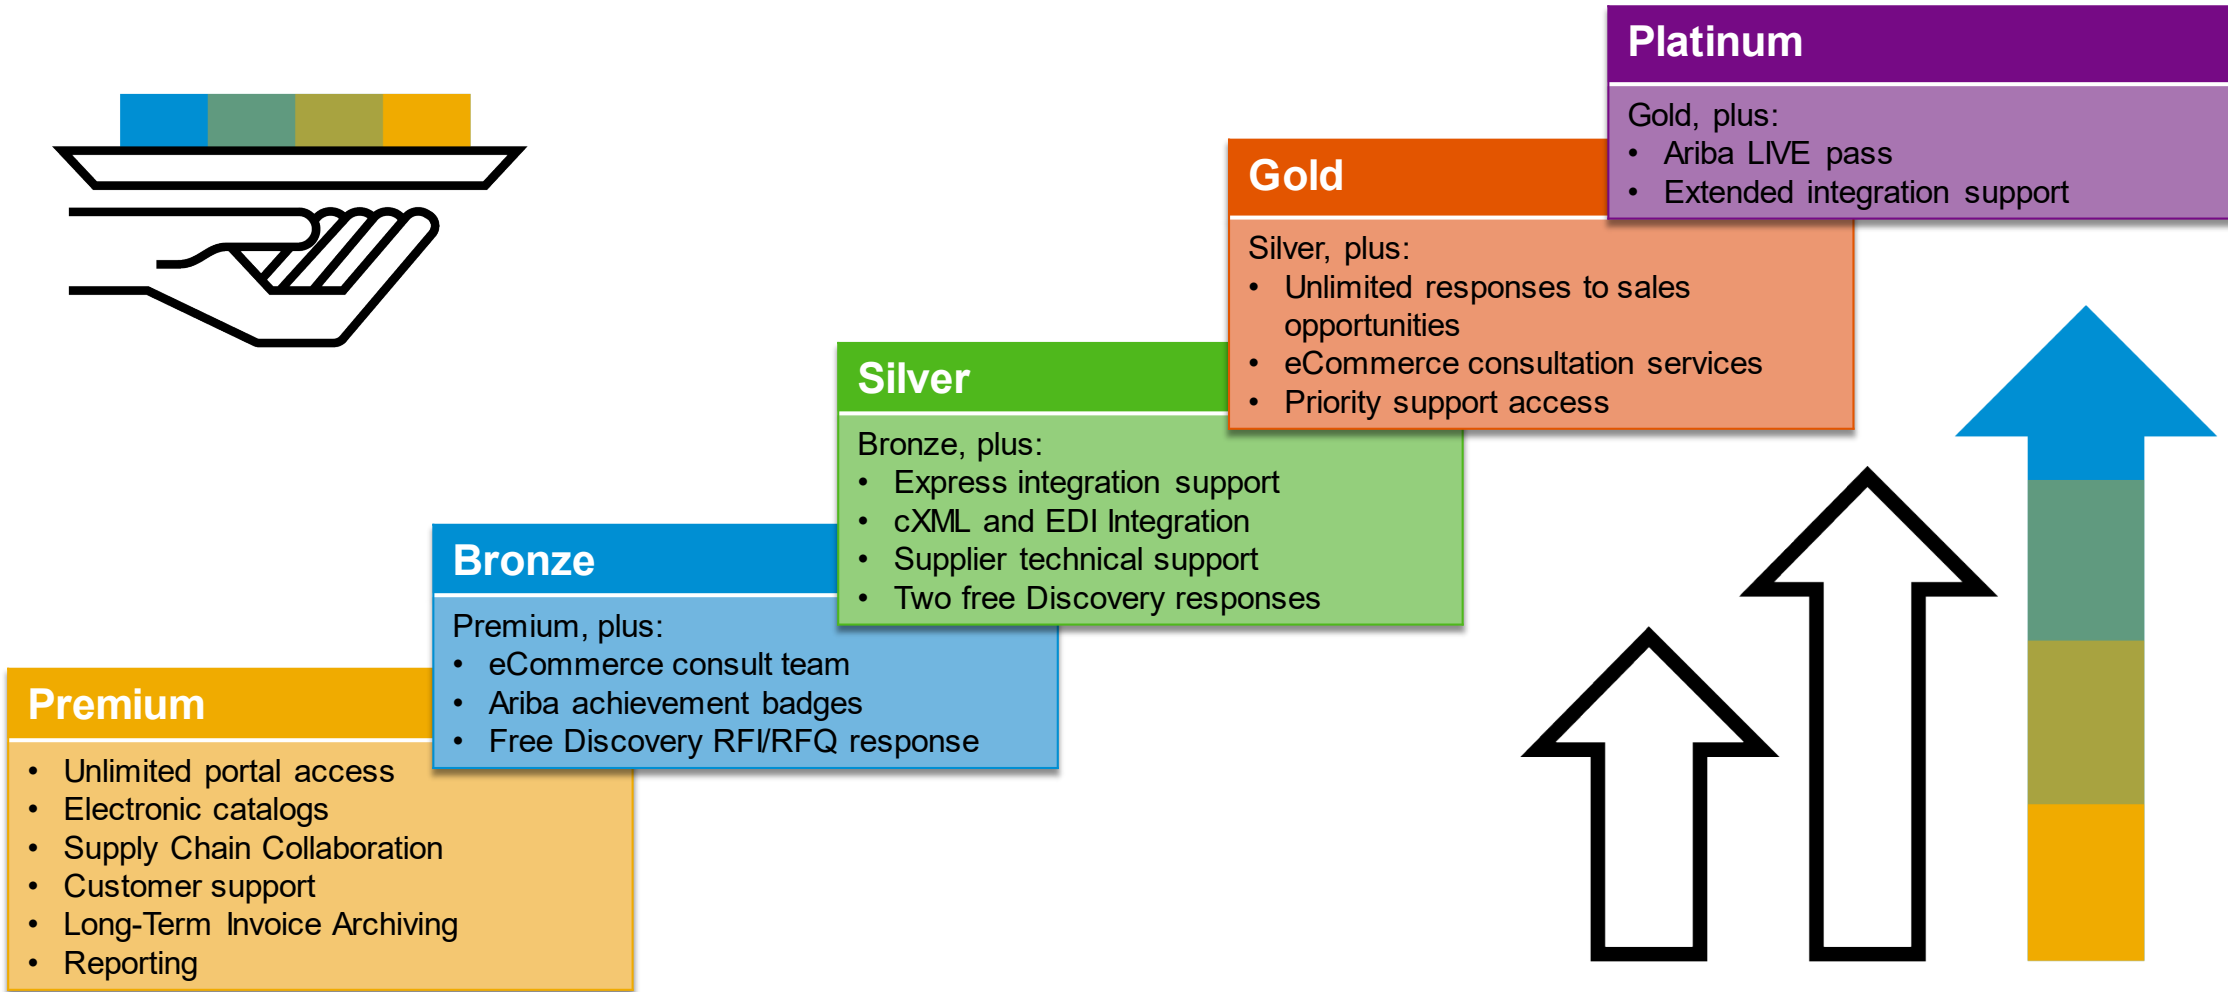 Platinum
Gold, plus:
• Ariba LIVE pass
• Extended integration support
Gold
Silver, plus:
• Unlimited responses to sales
opportunities
• eCommerce consultation services
• Priority support access
Silver
Bronze, plus:
• Express integration support
• cXML and EDI Integration
• Supplier technical support
• Two free Discovery responses
Bronze
Premium, plus:
• eCommerce consult team
• Ariba achievement badges
• Free Discovery RFI/RFQ response
Premium
• Unlimited portal access
• Electronic catalogs
• Supply Chain Collaboration
• Customer support
• Long-Term Invoice Archiving
• Reporting